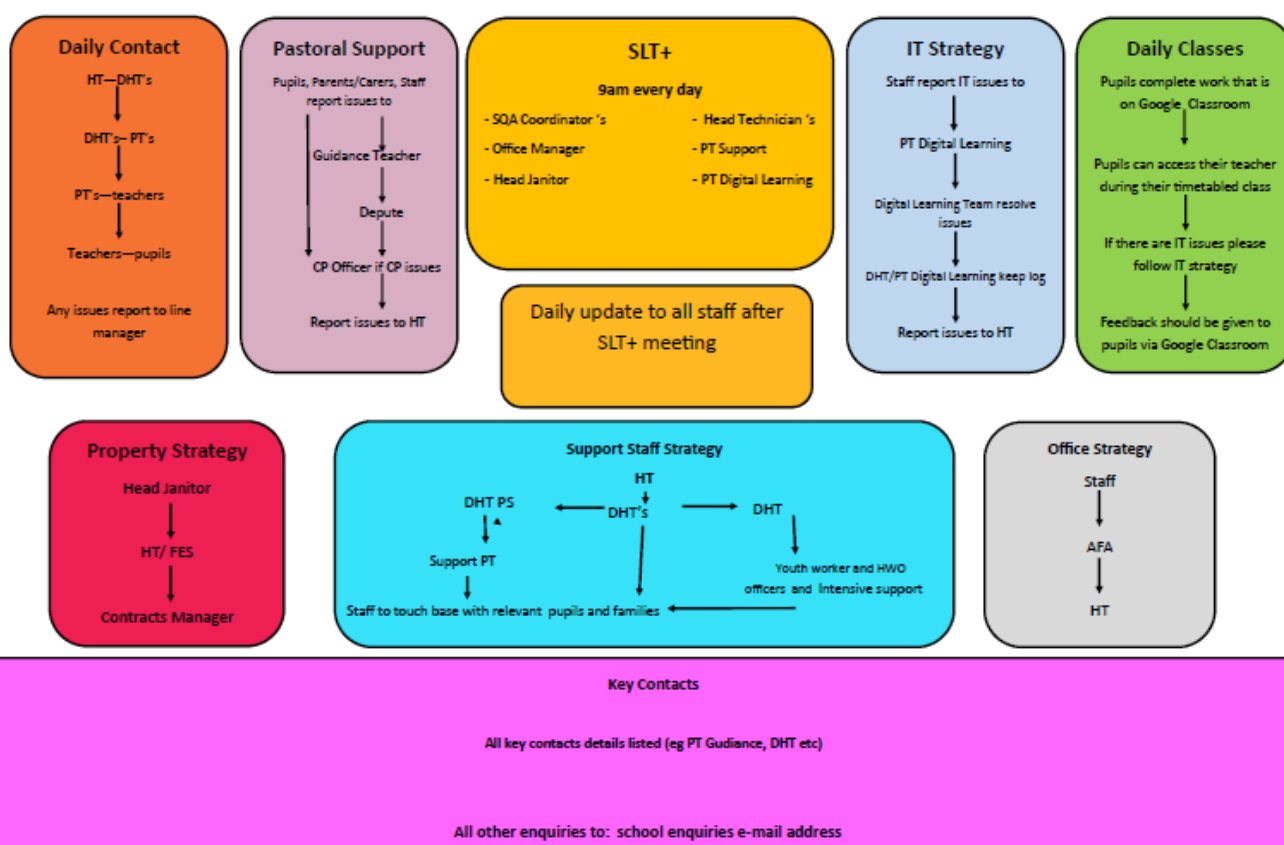 Daily Contact
HT—DHT's
DHT's– PT's
PT's—teachers
Teachers—pupils
Any issues report to line
manager
Pastoral Support
Pupils, Parents/Carers, Staff
report issues to
Guidance Teacher
Depute
CP Officer if CP issues
Report issues to HT
SLT+
9am every day
- SQA Coordinator 's
- Office Manager
- Head Janitor
- Head Technician 's
- PT Support
- PT Digital Learning
Daily update to all staff after
SLT+ meeting
IT Strategy
Staff report IT issues to
PT Digital Learning
Digital Learning Team resolve
issues
DHT/PT Digital Learning keep log
Report issues to HT
Daily Classes
Pupils complete work that is
on Google Classroom
Pupils can access their teacher
during their timetabled class
If there are IT issues please
follow IT strategy
Feedback should be given to
pupils via Google Classroom
Property Strategy
Head Janitor
HT/ FES
Contracts Manager
Support Staff Strategy
HT
DHT PS
DHT's
DHT
Support PT
Youth worker and HWO
officers and Intensive support
Staff to touch base with relevant pupils and families
Office Strategy
Staff
AFA
HT
Key Contacts
All key contacts details listed (eg PT Gudiance, DHT etc)
All other enquiries to: school enquiries e-mail address